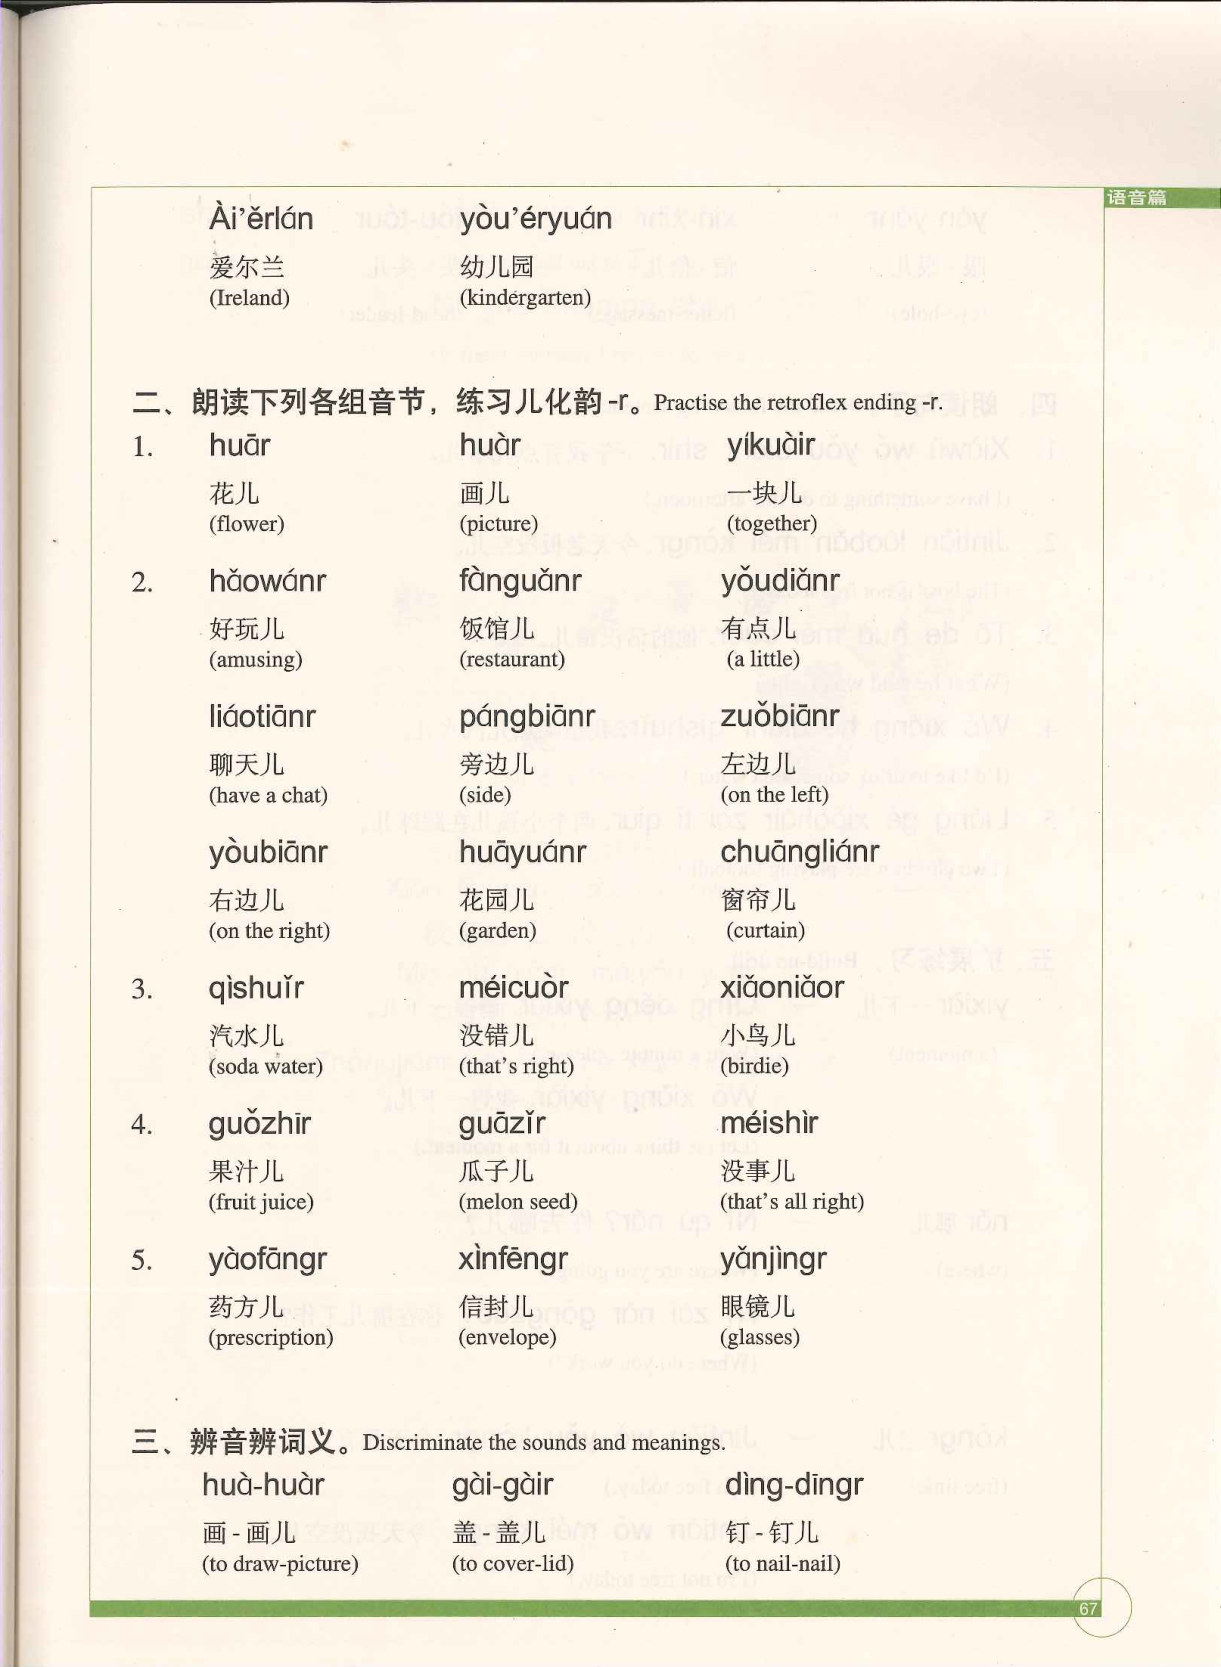 语音篇
Ài’ěrlán yòu’éryuán
爱尔兰 幼儿园
(Ireland) (kindergarten)
二、朗读下列各组音节，练习儿化韵 -r。Practise the retroflex ending -r.
1. huār huàr yíkuàir
花儿 画儿 一块儿
(flower) (picture) (together)
2. hǎowánr fànguǎnr yǒudiǎnr
好玩儿 饭馆儿 有点儿
(amusing) (restaurant) (a little)
liáotiānr pángbiānr zuǒbiānr
聊天儿 旁边儿 左边儿
(have a chat) (side) (on the left)
yòubiānr huāyuánr chuāngliánr
右边儿 花园儿 窗帘儿
(on the right) (garden) (curtain)
3. qìshuǐr méicuòr xiǎoniǎor
汽水儿 没错儿 小鸟儿
(soda water) (that’s right) (birdie)
4. guǒzhīr guāzǐr méishìr
果汁儿 瓜子儿 没事儿
(fruit juice) (melon seed) (that’s all right)
5. yàofāngr xìnfēngr yǎnjìngr
药方儿 信封儿 眼镜儿
(prescription) (envelope) (glasses)
三、辨音辨词义。Discriminate the sounds and meanings.
huà-huàr gài-gàir dìng-dīngr
画 - 画儿 盖 - 盖儿 钉 - 钉儿
(to draw-picture) (to cover-lid) (to nail-nail)
67